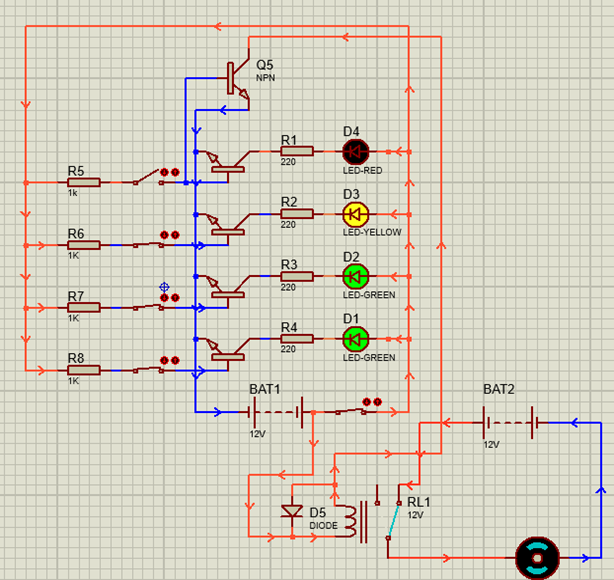 Q5
NPN
R1
220
D4
LED-RED
R5
1k
R2
220
D3
LED-YELLOW
R6
1K
R3
220
D2
LED-GREEN
R7
1K
R4
220
D1
LED-GREEN
R8
1K
BAT1
12V
BAT2
12V
D5
DIODE
RL1
12V